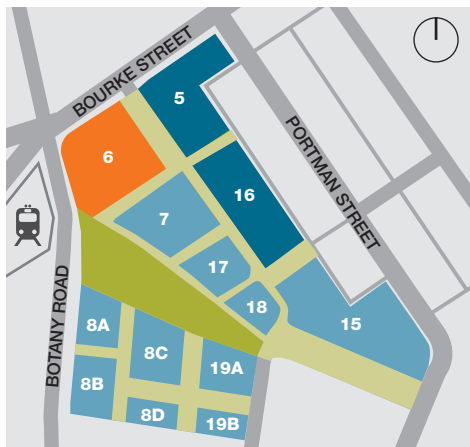 BOURKE STREET
5
6
PORTMAN STREET
16
7
17
18
15
BOTANY ROAD
8A
8C
19A
8B
8D
19B